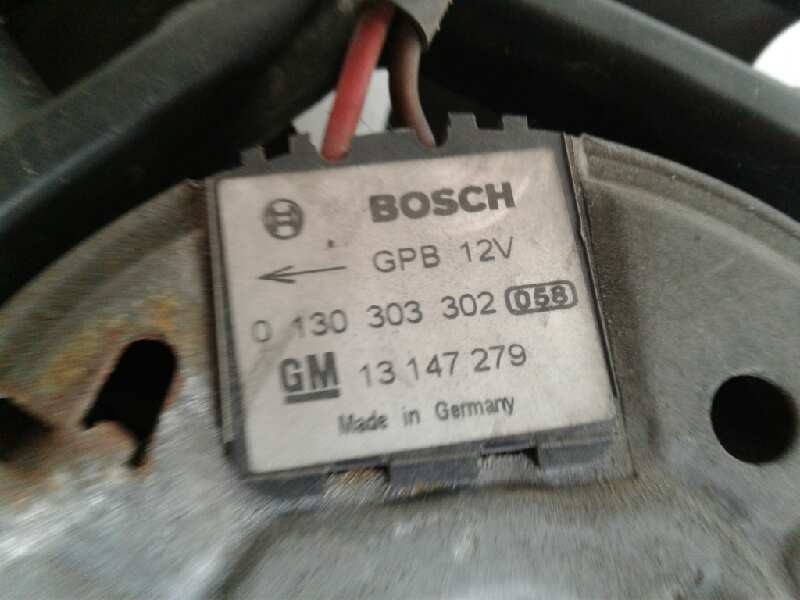 BOSCH
GPB 12V
0 130 303 302 058
GM 13 147 279
Made in Germany